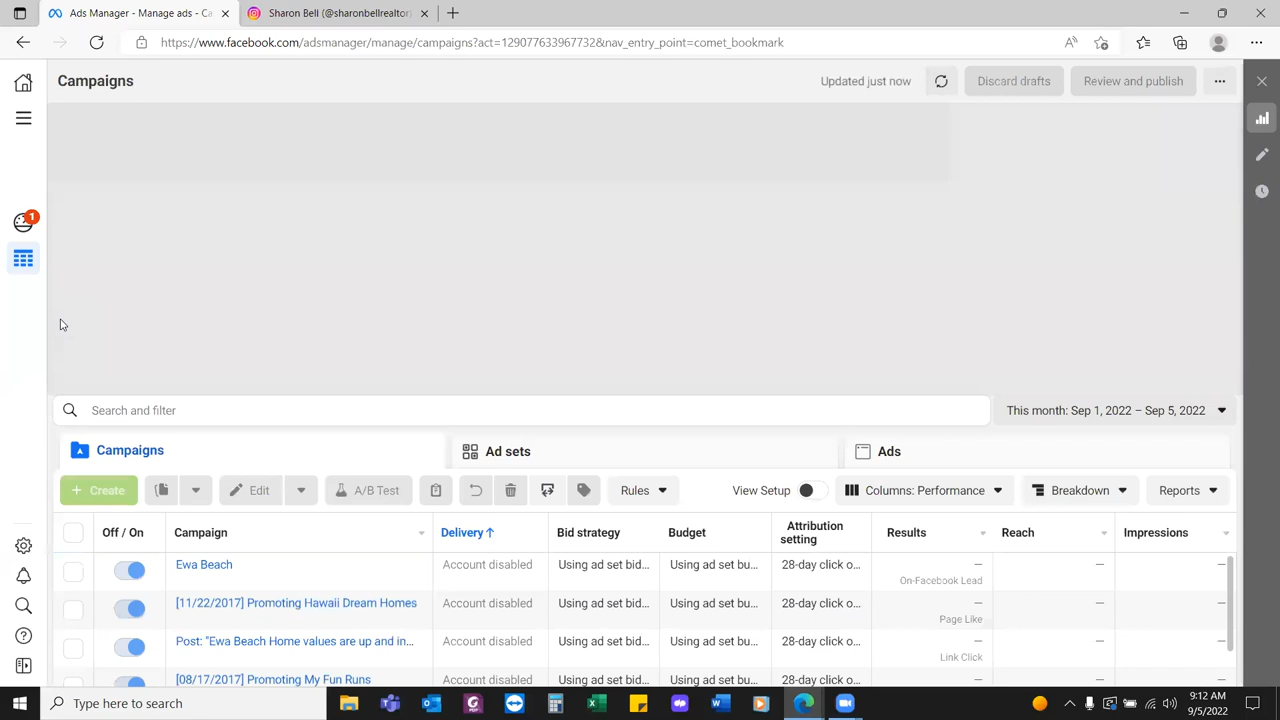 Ads Manager - Manage ads - Ca
Sharon Bell (@sharonbellrealtor)
https://www.facebook.com/adsmanager/manage/campaigns?act=129077633967732&nav_entry_point=comet_bookmark
Campaigns
Updated just now
Discard drafts
Review and publish
1
Search and filter
This month: Sep 1, 2022 – Sep 5, 2022
Campaigns
Ad sets
Ads
+ Create
Edit
A/B Test
Rules
View Setup
Columns: Performance
Breakdown
Reports
Off / On
Campaign
Delivery ↑
Bid strategy
Budget
Attribution setting
Results
Reach
Impressions
Ewa Beach
Account disabled
Using ad set bid...
Using ad set bu...
28-day click o...
—
—
—
On-Facebook Lead
[11/22/2017] Promoting Hawaii Dream Homes
Account disabled
Using ad set bid...
Using ad set bu...
28-day click o...
—
—
—
Page Like
Post: "Ewa Beach Home values are up and in...
Account disabled
Using ad set bid...
Using ad set bu...
28-day click o...
—
—
—
Link Click
[08/17/2017] Promoting My Fun Runs
Account disabled
Using ad set bid...
Using ad set bu...
28-day click o...
—
—
—
Type here to search
9:12 AM
9/5/2022